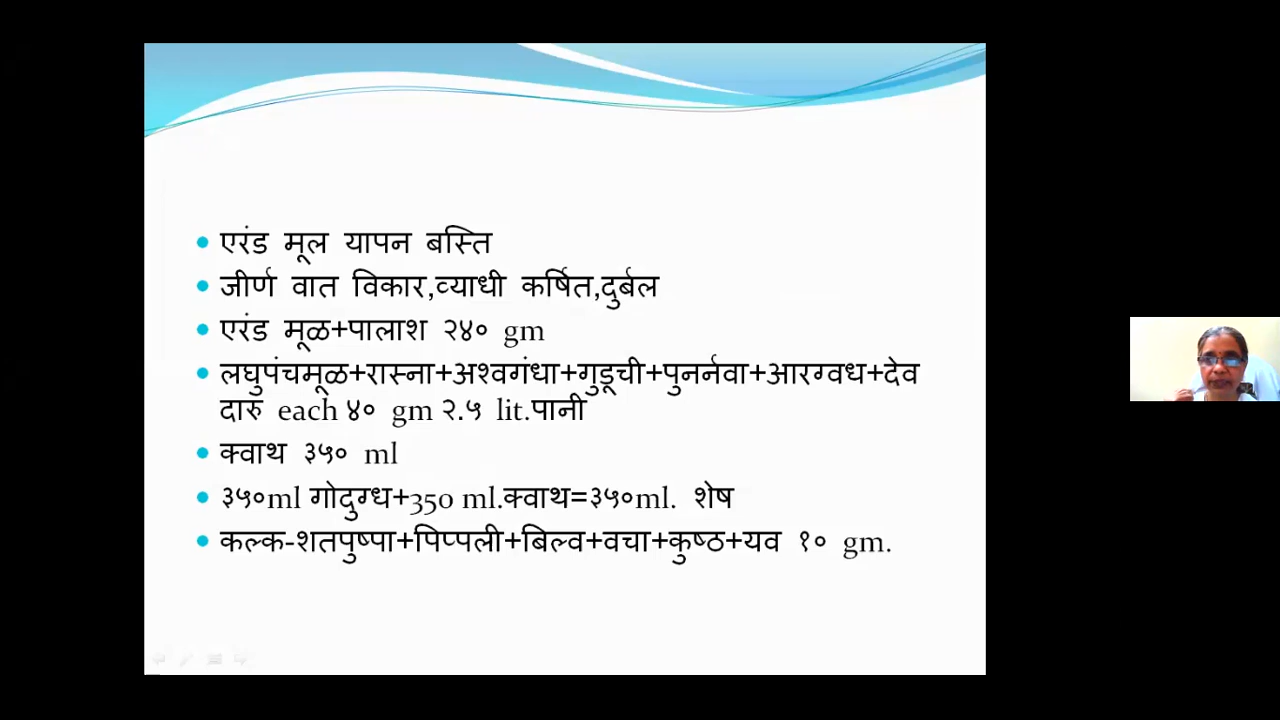 एरंड मूल यापन बस्ति
जीर्ण वात विकार,व्याधी कर्षित,दुर्बल
एरंड मूळ+पालाश २४० gm
लघुपंचमूळ+रास्ना+अश्वगंधा+गुडूची+पुनर्नवा+आरग्वध+देव
दारु each ४० gm २.५ lit.पानी
क्वाथ ३५० ml
३५०ml गोदुग्ध+350 ml.क्वाथ=३५०ml. शेष
कल्क-शतपुष्पा+पिप्पली+बिल्व+वचा+कुष्ठ+यव १० gm.